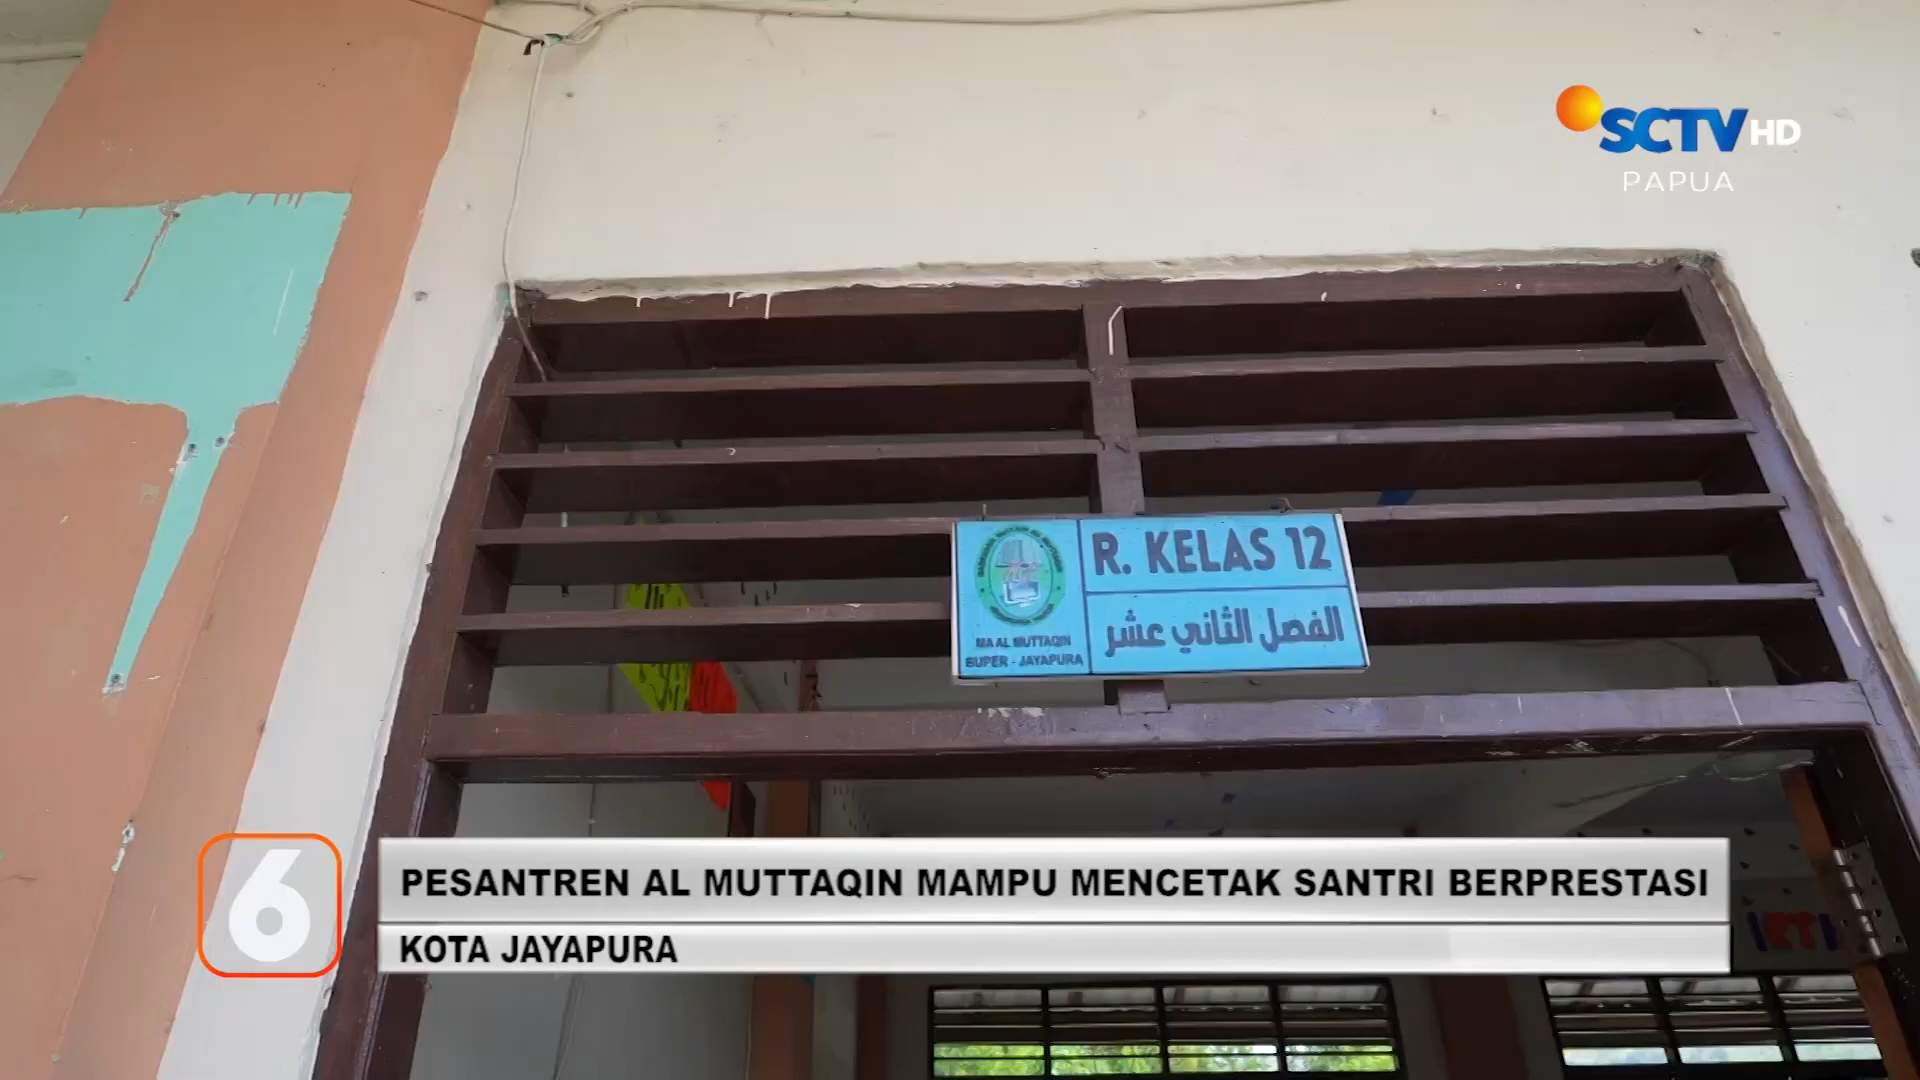 SCTV HD
PAPUA
R. KELAS 12
الفصل الثاني عشر
MA AL MUTTAQIN
BUPER - JAYAPURA
6
PESANTREN AL MUTTAQIN MAMPU MENCETAK SANTRI BERPRESTASI
KOTA JAYAPURA